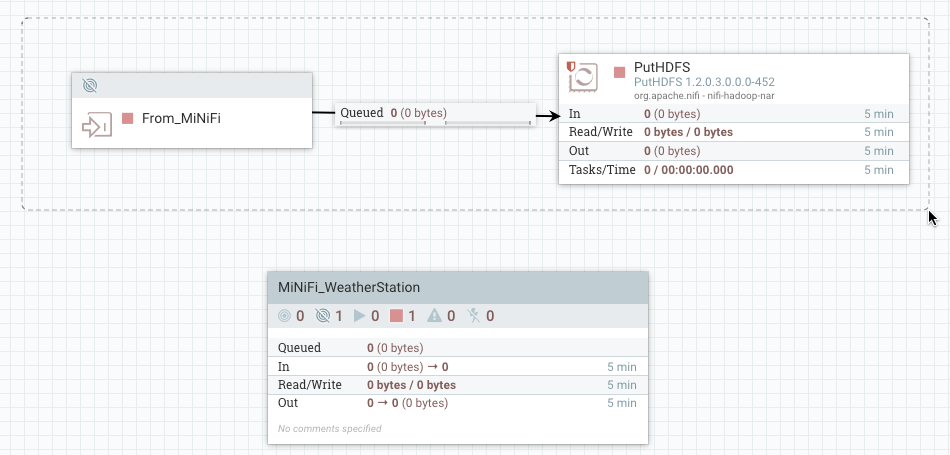 PutHDFS
PutHDFS 1.2.0.3.0.0.0-452
org.apache.nifi - nifi-hadoop-nar
From_MiNiFi
Queued 0 (0 bytes)
In 0 (0 bytes) 5 min
Read/Write 0 bytes / 0 bytes 5 min
Out 0 (0 bytes) 5 min
Tasks/Time 0 / 00:00:00.000 5 min
MiNiFi_WeatherStation
0 1 0 1 0 0
Queued 0 (0 bytes)
In 0 (0 bytes) → 0 5 min
Read/Write 0 bytes / 0 bytes 5 min
Out 0 → 0 (0 bytes) 5 min
No comments specified